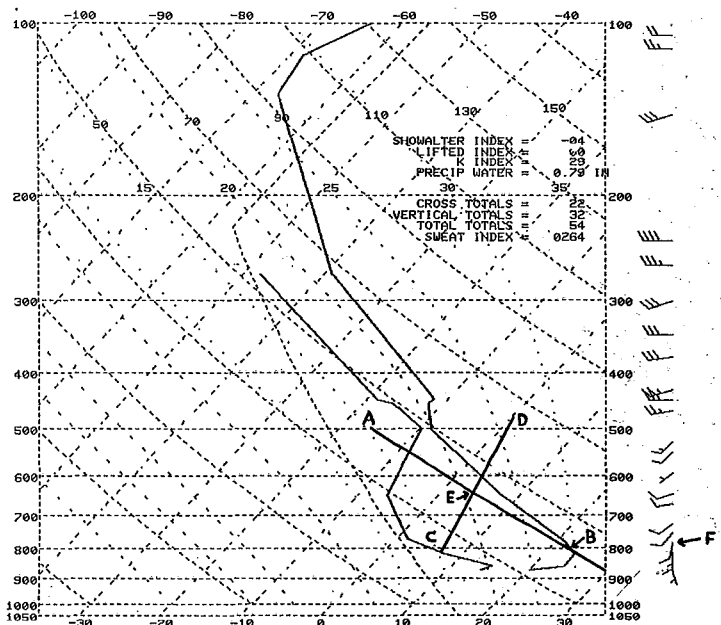 -100 -90 -80 -70 -60 -50 -40
100 100
50 70 90 110 130 150
SHOWALTER INDEX = -04
LIFTED INDEX = 60
K INDEX = 29
PRECIP WATER = 0.79 IN
15 20 25 30 35
200 200
CROSS TOTALS = 22
VERTICAL TOTALS = 32
TOTAL TOTALS = 54
SWEAT INDEX = 0264
300 300
400 400
A D
500 500
600 600
E
700 700
C B F
800 800
900 900
1000 1000
1050 1050
-30 -20 -10 0 10 20 30